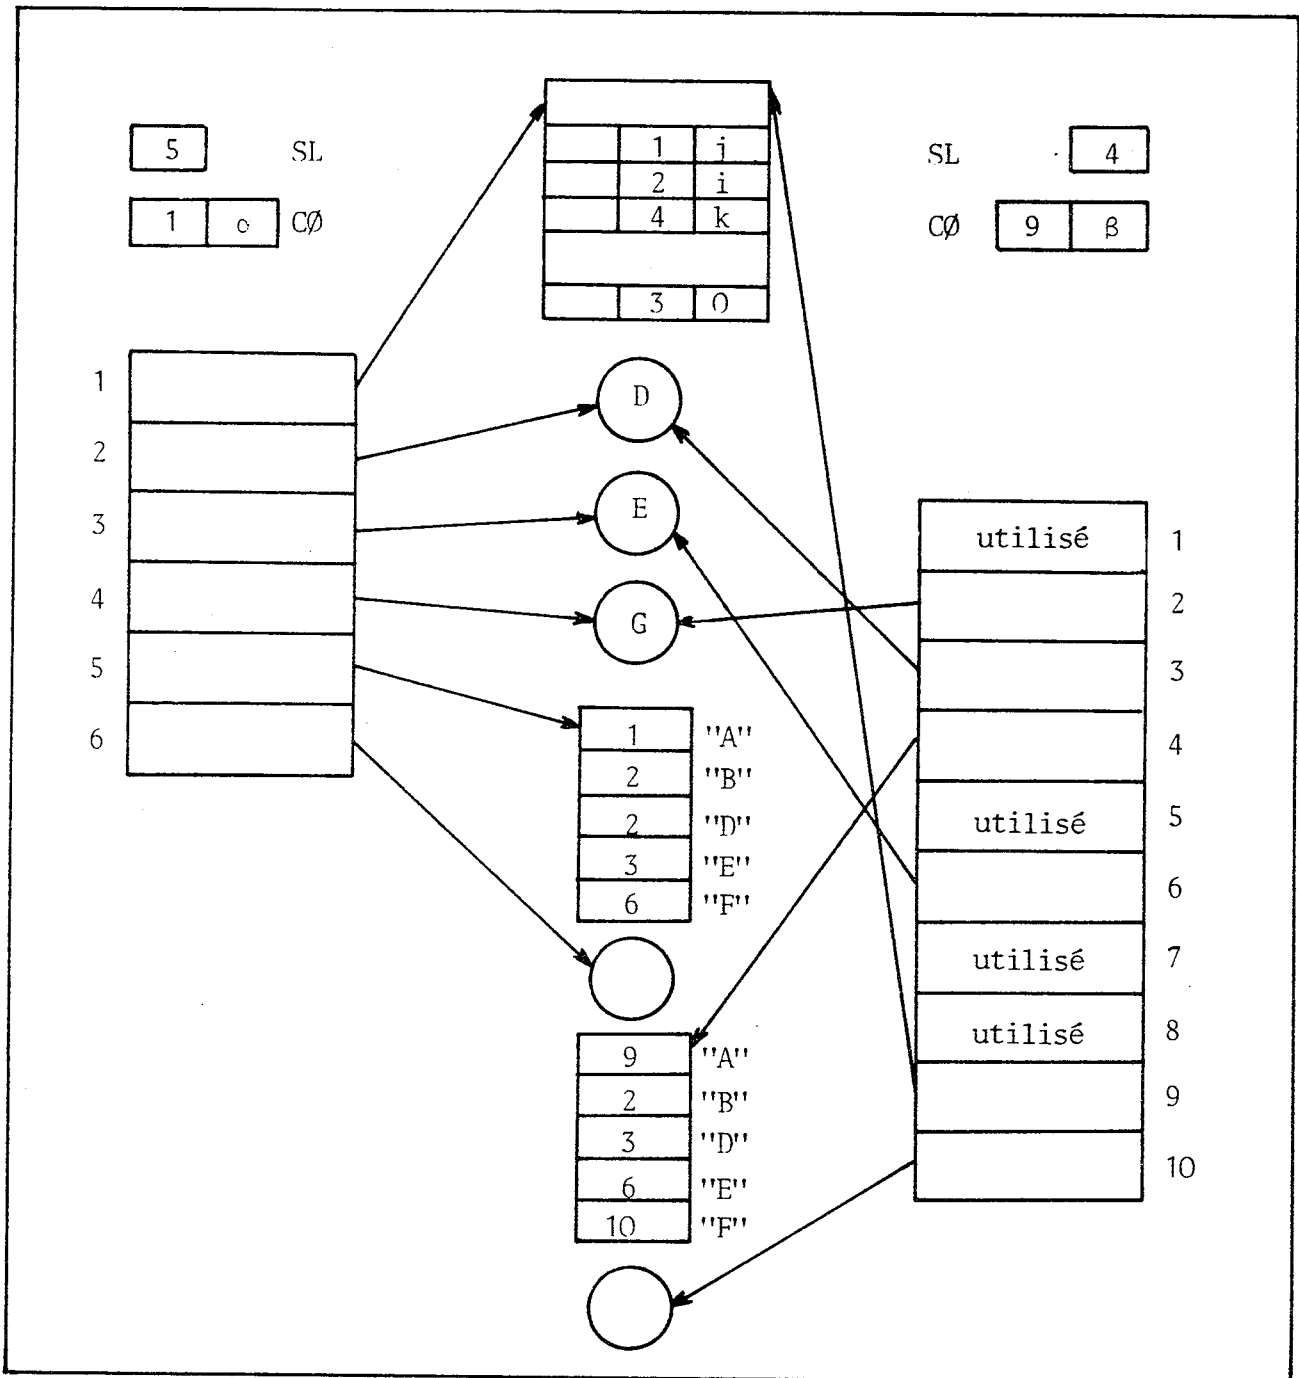 5 SL
1 o CØ
1 j
2 i
4 k
3 0
SL 4
CØ 9 β
1
2
3
4
5
6
D
E
G
1 "A"
2 "B"
2 "D"
3 "E"
6 "F"
9 "A"
2 "B"
3 "D"
6 "E"
10 "F"
utilisé 1
2
3
4
utilisé 5
6
utilisé 7
utilisé 8
9
10